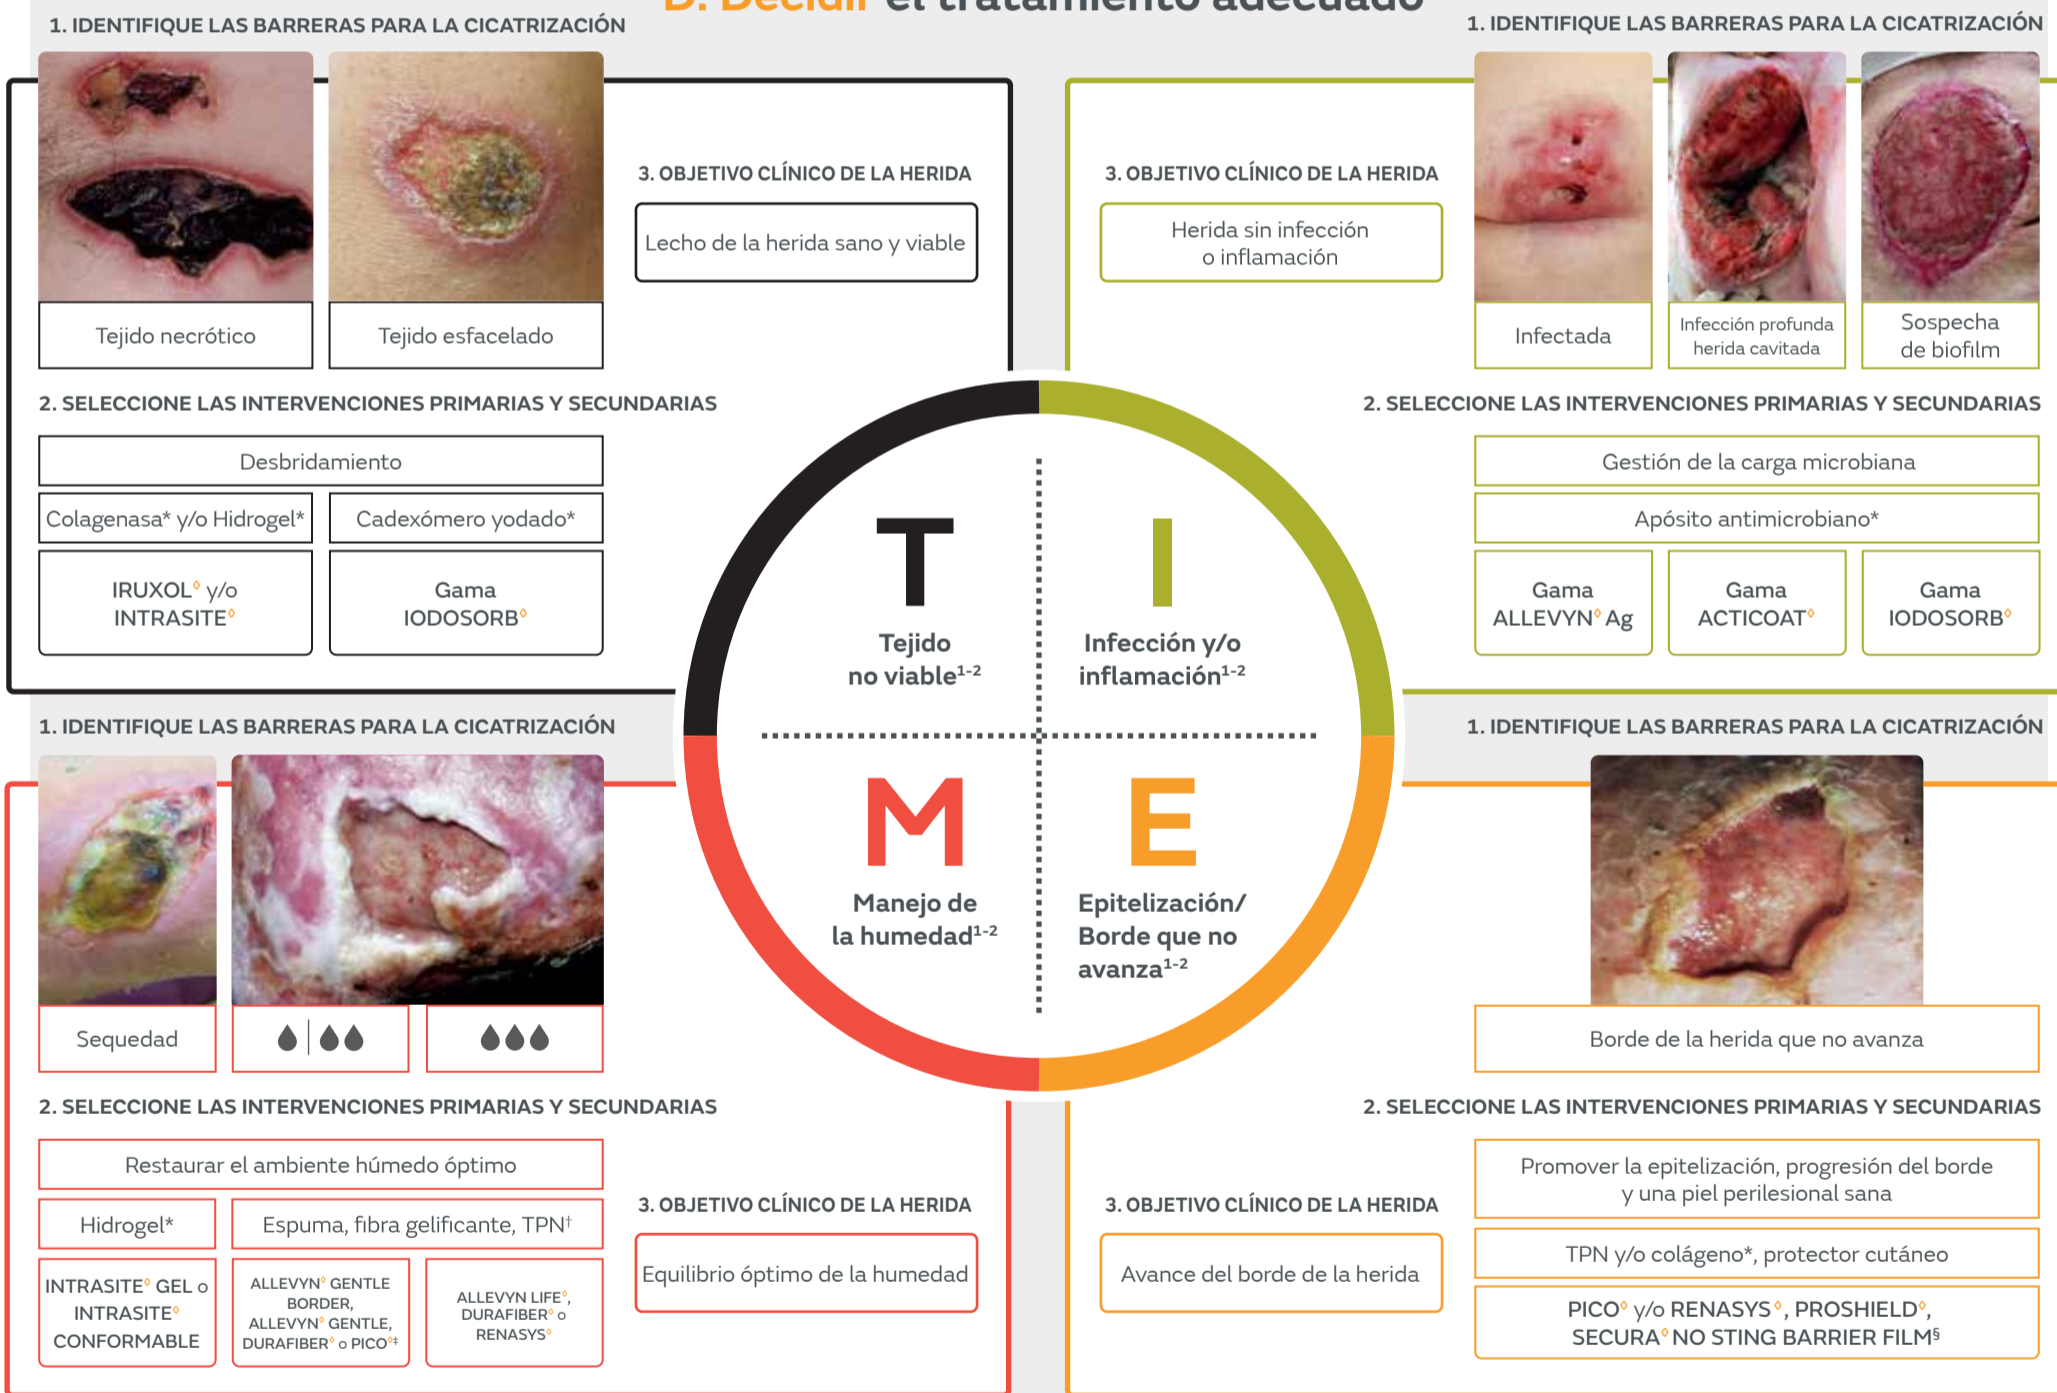 D. Decidir el tratamiento adecuado
1. IDENTIFIQUE LAS BARRERAS PARA LA CICATRIZACIÓN
Tejido necrótico
Tejido esfacelado
2. SELECCIONE LAS INTERVENCIONES PRIMARIAS Y SECUNDARIAS
Desbridamiento
Colagenasa* y/o Hidrogel*
Cadexómero yodado*
IRUXOL◊ y/o
INTRASITE◊
Gama
IODOSORB◊
3. OBJETIVO CLÍNICO DE LA HERIDA
Lecho de la herida sano y viable
1. IDENTIFIQUE LAS BARRERAS PARA LA CICATRIZACIÓN
Infectada
Infección profunda
herida cavitada
Sospecha
de biofilm
2. SELECCIONE LAS INTERVENCIONES PRIMARIAS Y SECUNDARIAS
Gestión de la carga microbiana
Apósito antimicrobiano*
Gama
ALLEVYN◊ Ag
Gama
ACTICOAT◊
Gama
IODOSORB◊
3. OBJETIVO CLÍNICO DE LA HERIDA
Herida sin infección
o inflamación
T
Tejido
no viable1-2
I
Infección y/o
inflamación1-2
M
Manejo de
la humedad1-2
E
Epitelización/
Borde que no
avanza1-2
1. IDENTIFIQUE LAS BARRERAS PARA LA CICATRIZACIÓN
Sequedad
2. SELECCIONE LAS INTERVENCIONES PRIMARIAS Y SECUNDARIAS
Restaurar el ambiente húmedo óptimo
Hidrogel*
Espuma, fibra gelificante, TPN†
INTRASITE◊ GEL o
INTRASITE◊
CONFORMABLE
ALLEVYN◊ GENTLE
BORDER,
ALLEVYN◊ GENTLE,
DURAFIBER◊ o PICO◊‡
ALLEVYN LIFE◊,
DURAFIBER◊ o
RENASYS◊
3. OBJETIVO CLÍNICO DE LA HERIDA
Equilibrio óptimo de la humedad
1. IDENTIFIQUE LAS BARRERAS PARA LA CICATRIZACIÓN
Borde de la herida que no avanza
2. SELECCIONE LAS INTERVENCIONES PRIMARIAS Y SECUNDARIAS
Promover la epitelización, progresión del borde
y una piel perilesional sana
TPN y/o colágeno*, protector cutáneo
PICO◊ y/o RENASYS◊, PROSHIELD◊,
SECURA◊ NO STING BARRIER FILM§
3. OBJETIVO CLÍNICO DE LA HERIDA
Avance del borde de la herida